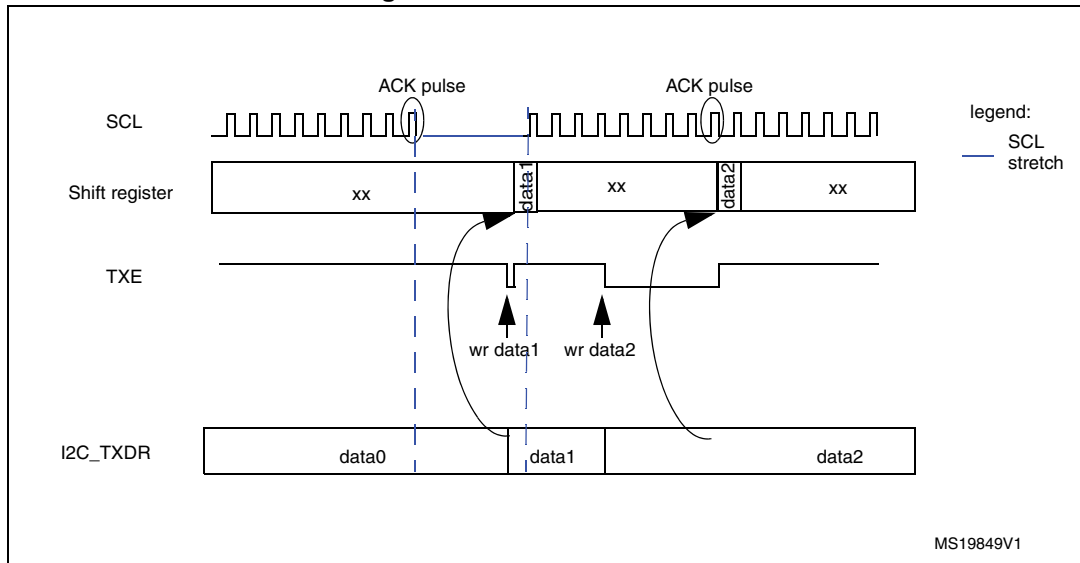 ACK pulse ACK pulse
legend:
SCL
SCL
stretch
Shift register
xx
data1
xx
data2
xx
TXE
wr data1 wr data2
I2C_TXDR
data0
data1
data2
MS19849V1